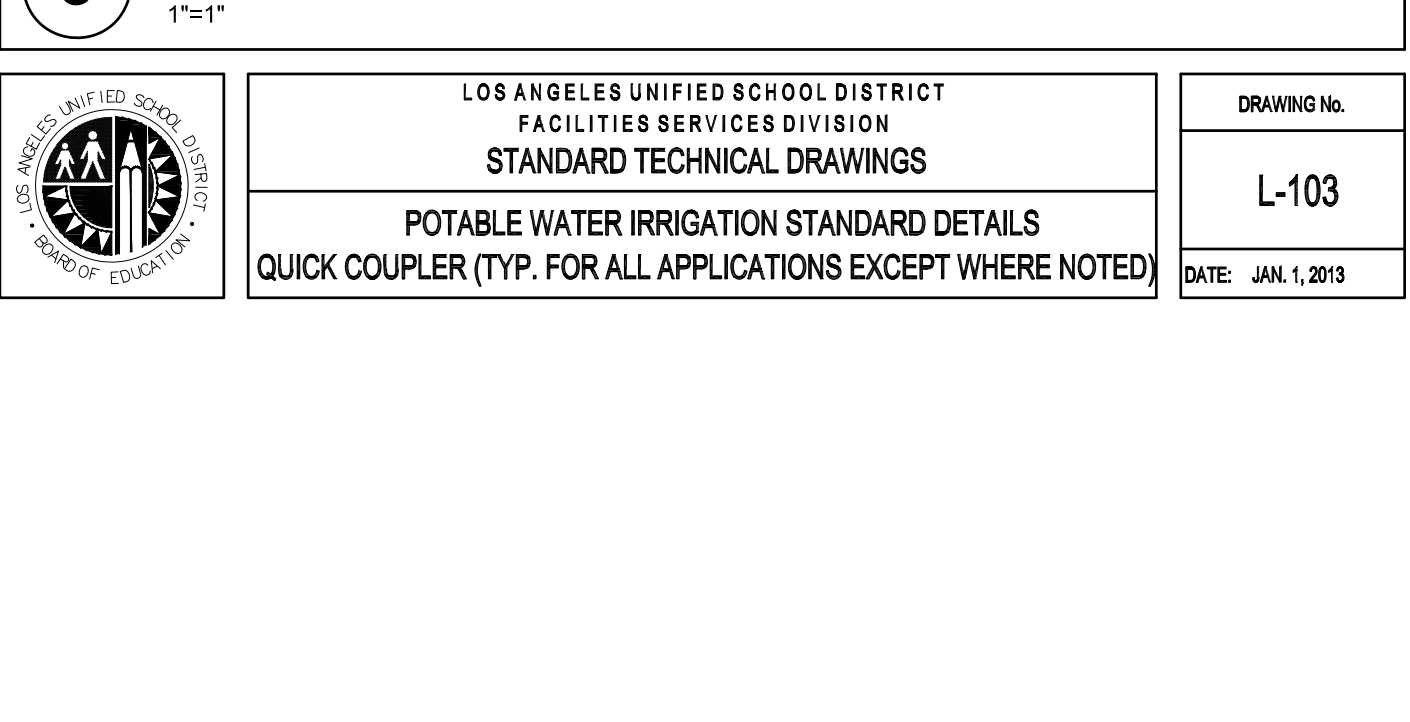 1"=1"
LOS ANGELES UNIFIED SCHOOL DISTRICT
• BOARD OF EDUCATION •
LOS ANGELES UNIFIED SCHOOL DISTRICT
FACILITIES SERVICES DIVISION
STANDARD TECHNICAL DRAWINGS
POTABLE WATER IRRIGATION STANDARD DETAILS
QUICK COUPLER (TYP. FOR ALL APPLICATIONS EXCEPT WHERE NOTED)
DRAWING No.
L-103
DATE: JAN. 1, 2013